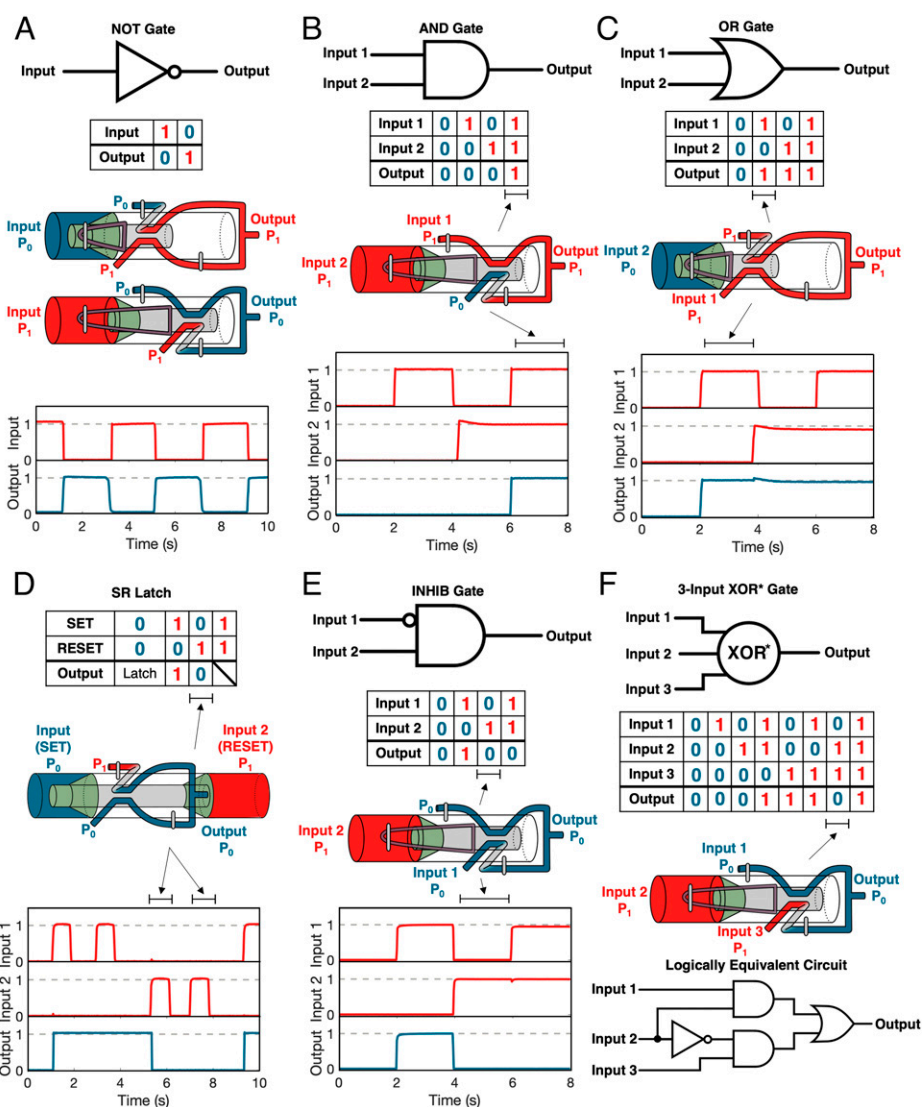 A
NOT Gate
Input
Output
Input 1 0
Output 0 1
P0
Input
P0
Output
P1
P1
P0
Input
P1
Output
P0
P1
Input
1
0
Output
1
0
0 2 4 6 8 10
Time (s)
B
AND Gate
Input 1
Input 2
Output
Input 1 0 1 0 1
Input 2 0 0 1 1
Output 0 0 0 1
Input 1
P1
Input 2
P1
Output
P1
P0
Input 1
1
0
Input 2
1
0
Output
1
0
0 2 4 6 8
Time (s)
C
OR Gate
Input 1
Input 2
Output
Input 1 0 1 0 1
Input 2 0 0 1 1
Output 0 1 1 1
P1
Input 2
P0
Output
P1
Input 1
P1
Input 1
1
0
Input 2
1
0
Output
1
0
0 2 4 6 8
Time (s)
D
SR Latch
SET 0 1 0 1
RESET 0 0 1 1
Output Latch 1 0
Input
(SET)
P0
P1
Input 2
(RESET)
P1
P0
Output
P0
Input 1
1
0
Input 2
1
0
Output
1
0
0 2 4 6 8 10
Time (s)
E
INHIB Gate
Input 1
Input 2
Output
Input 1 0 1 0 1
Input 2 0 0 1 1
Output 0 1 0 0
P0
Input 2
P1
Output
P0
Input 1
P0
Input 1
1
0
Input 2
1
0
Output
1
0
0 2 4 6 8
Time (s)
F
3-Input XOR* Gate
Input 1
Input 2
Input 3
XOR*
Output
Input 1 0 1 0 1 0 1 0 1
Input 2 0 0 1 1 0 0 1 1
Input 3 0 0 0 0 1 1 1 1
Output 0 0 0 1 1 1 0 1
Input 1
P0
Input 2
P1
Output
P0
Input 3
P1
Logically Equivalent Circuit
Input 1
Input 2
Input 3
Output